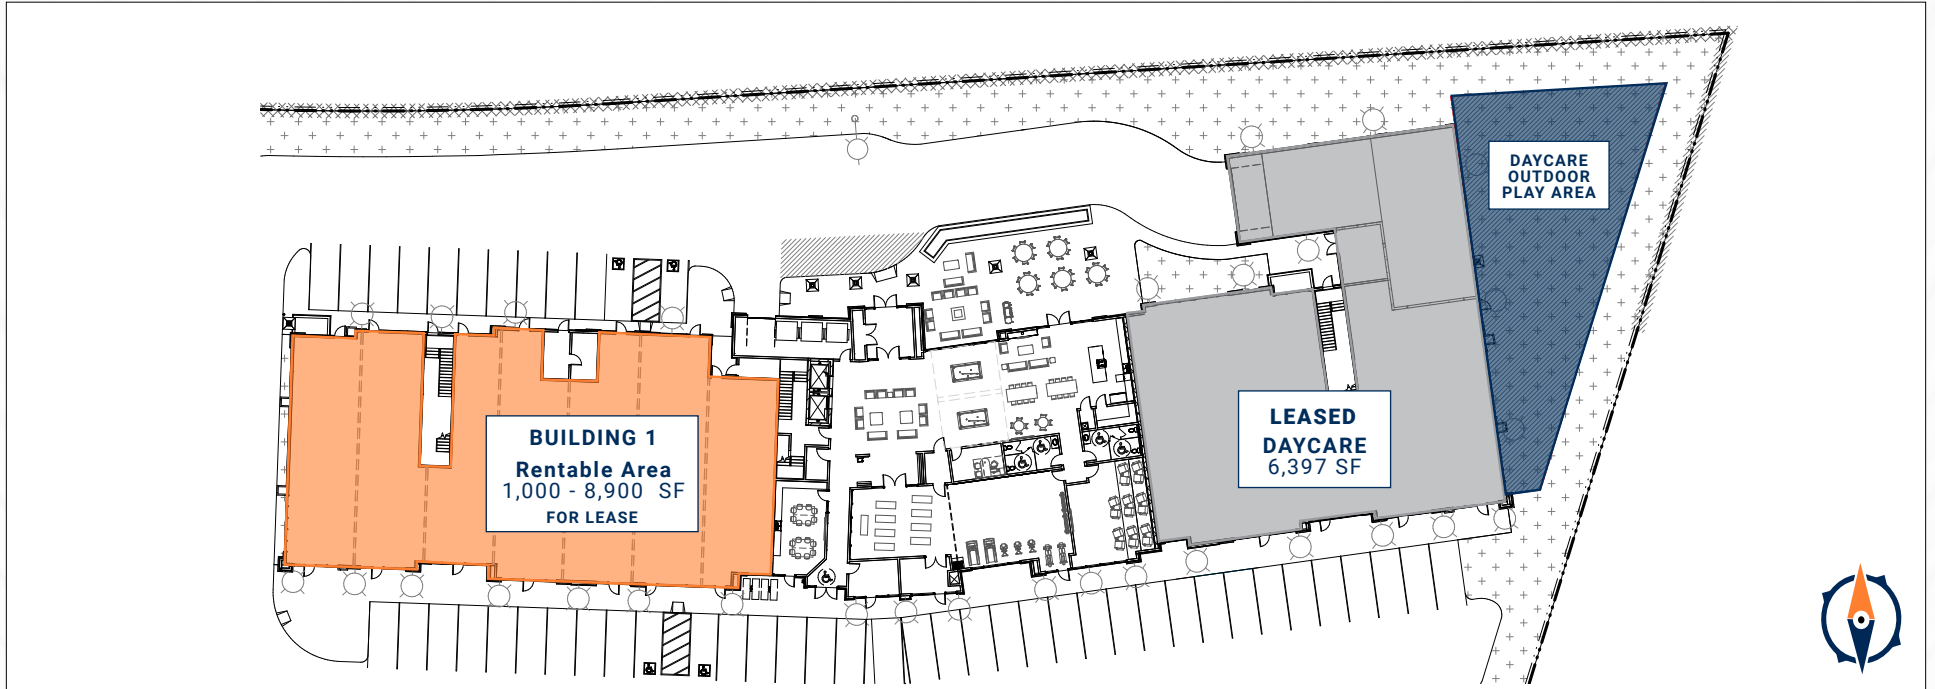 DAYCARE
OUTDOOR
PLAY AREA
BUILDING 1
Rentable Area
1,000 - 8,900 SF
FOR LEASE
LEASED
DAYCARE
6,397 SF